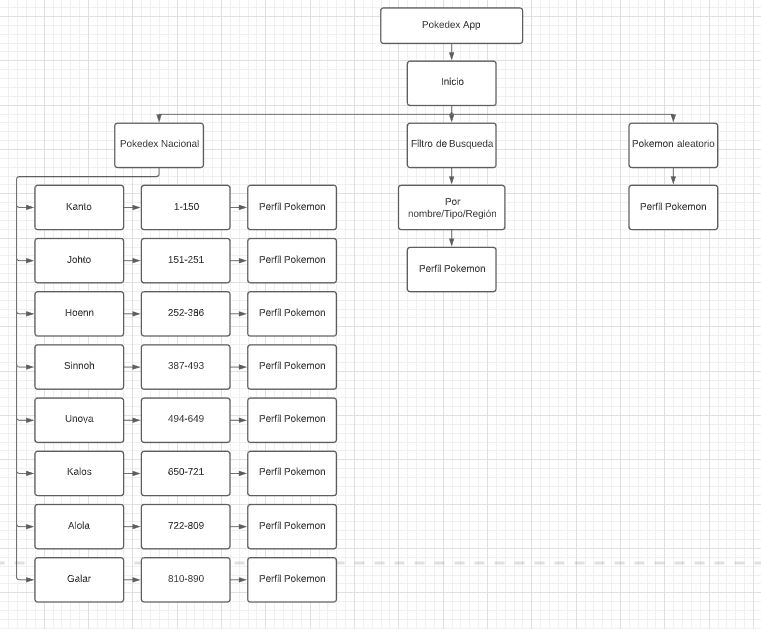 Pokedex App
Inicio
Pokedex Nacional
Filtro de Busqueda
Pokemon aleatorio
Kanto
1-150
Perfil Pokemon
Por
nombre/Tipo/Región
Perfil Pokemon
Johto
151-251
Perfil Pokemon
Perfil Pokemon
Hoenn
252-386
Perfil Pokemon
Sinnoh
387-493
Perfil Pokemon
Unova
494-649
Perfil Pokemon
Kalos
650-721
Perfil Pokemon
Alola
722-809
Perfil Pokemon
Galar
810-890
Perfil Pokemon